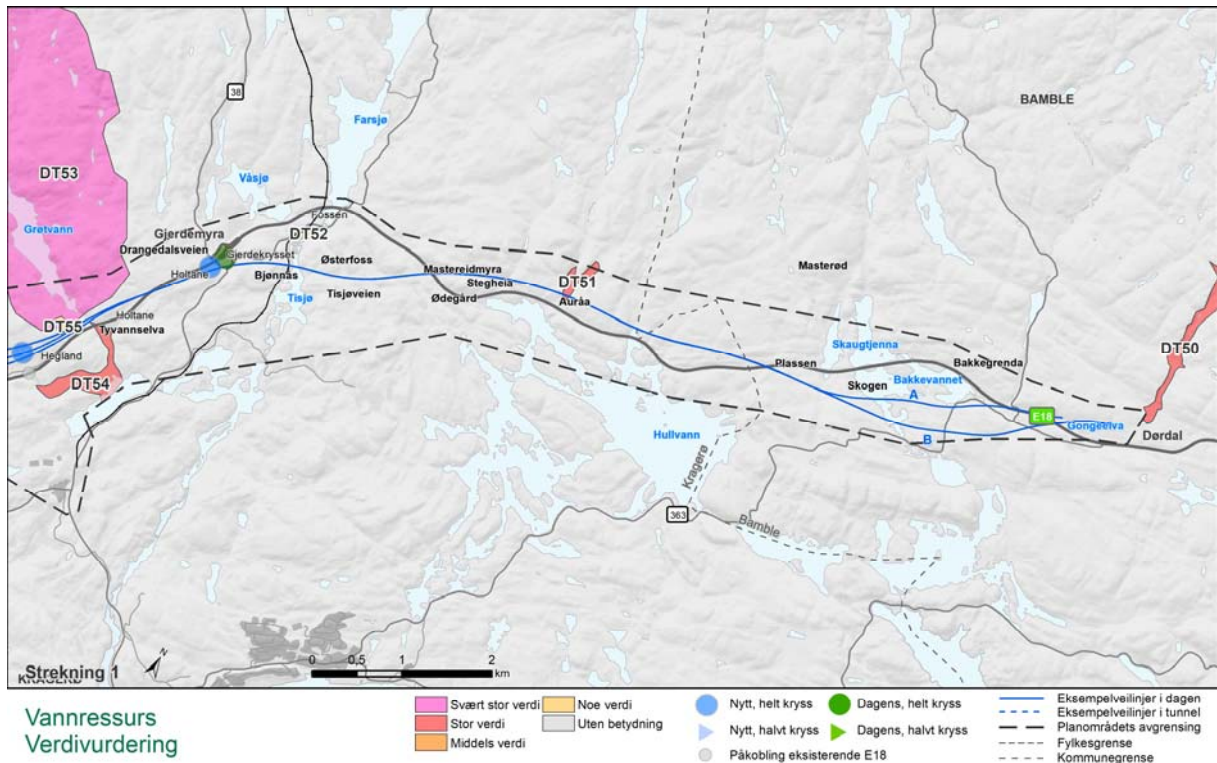 BAMBLE
38
Farsjø
DT53
Våsjø
Grøtvann
Gjerdemyra
Fossen
DT52
Drangedalsveien
Gjerdekrysset
Østerfoss
Masterød
Bjønnås
Mastereidmyra
DT51
Holtane
Stegheia
Tisjø
Tisjøveien
Ødegård
Auråa
Holtane
DT55
Tyvannselva
Skaugtjenna
DT50
Hegland
Plassen
Bakkegrenda
DT54
Skogen
Bakkevannet
A
E18
Gongeelva
Hullvann
B
Dørdal
Kragerø
363
Bamble
Strekning 1
N
0 0,5 1 2
km
KRAGERØ
Vannressurs
Verdivurdering
Svært stor verdi
Stor verdi
Middels verdi
Noe verdi
Uten betydning
Nytt, helt kryss
Nytt, halvt kryss
Påkobling eksisterende E18
Dagens, helt kryss
Dagens, halvt kryss
Eksempelveilinjer i dagen
Eksempelveilinjer i tunnel
Planområdets avgrensing
Fylkesgrense
Kommunegrense